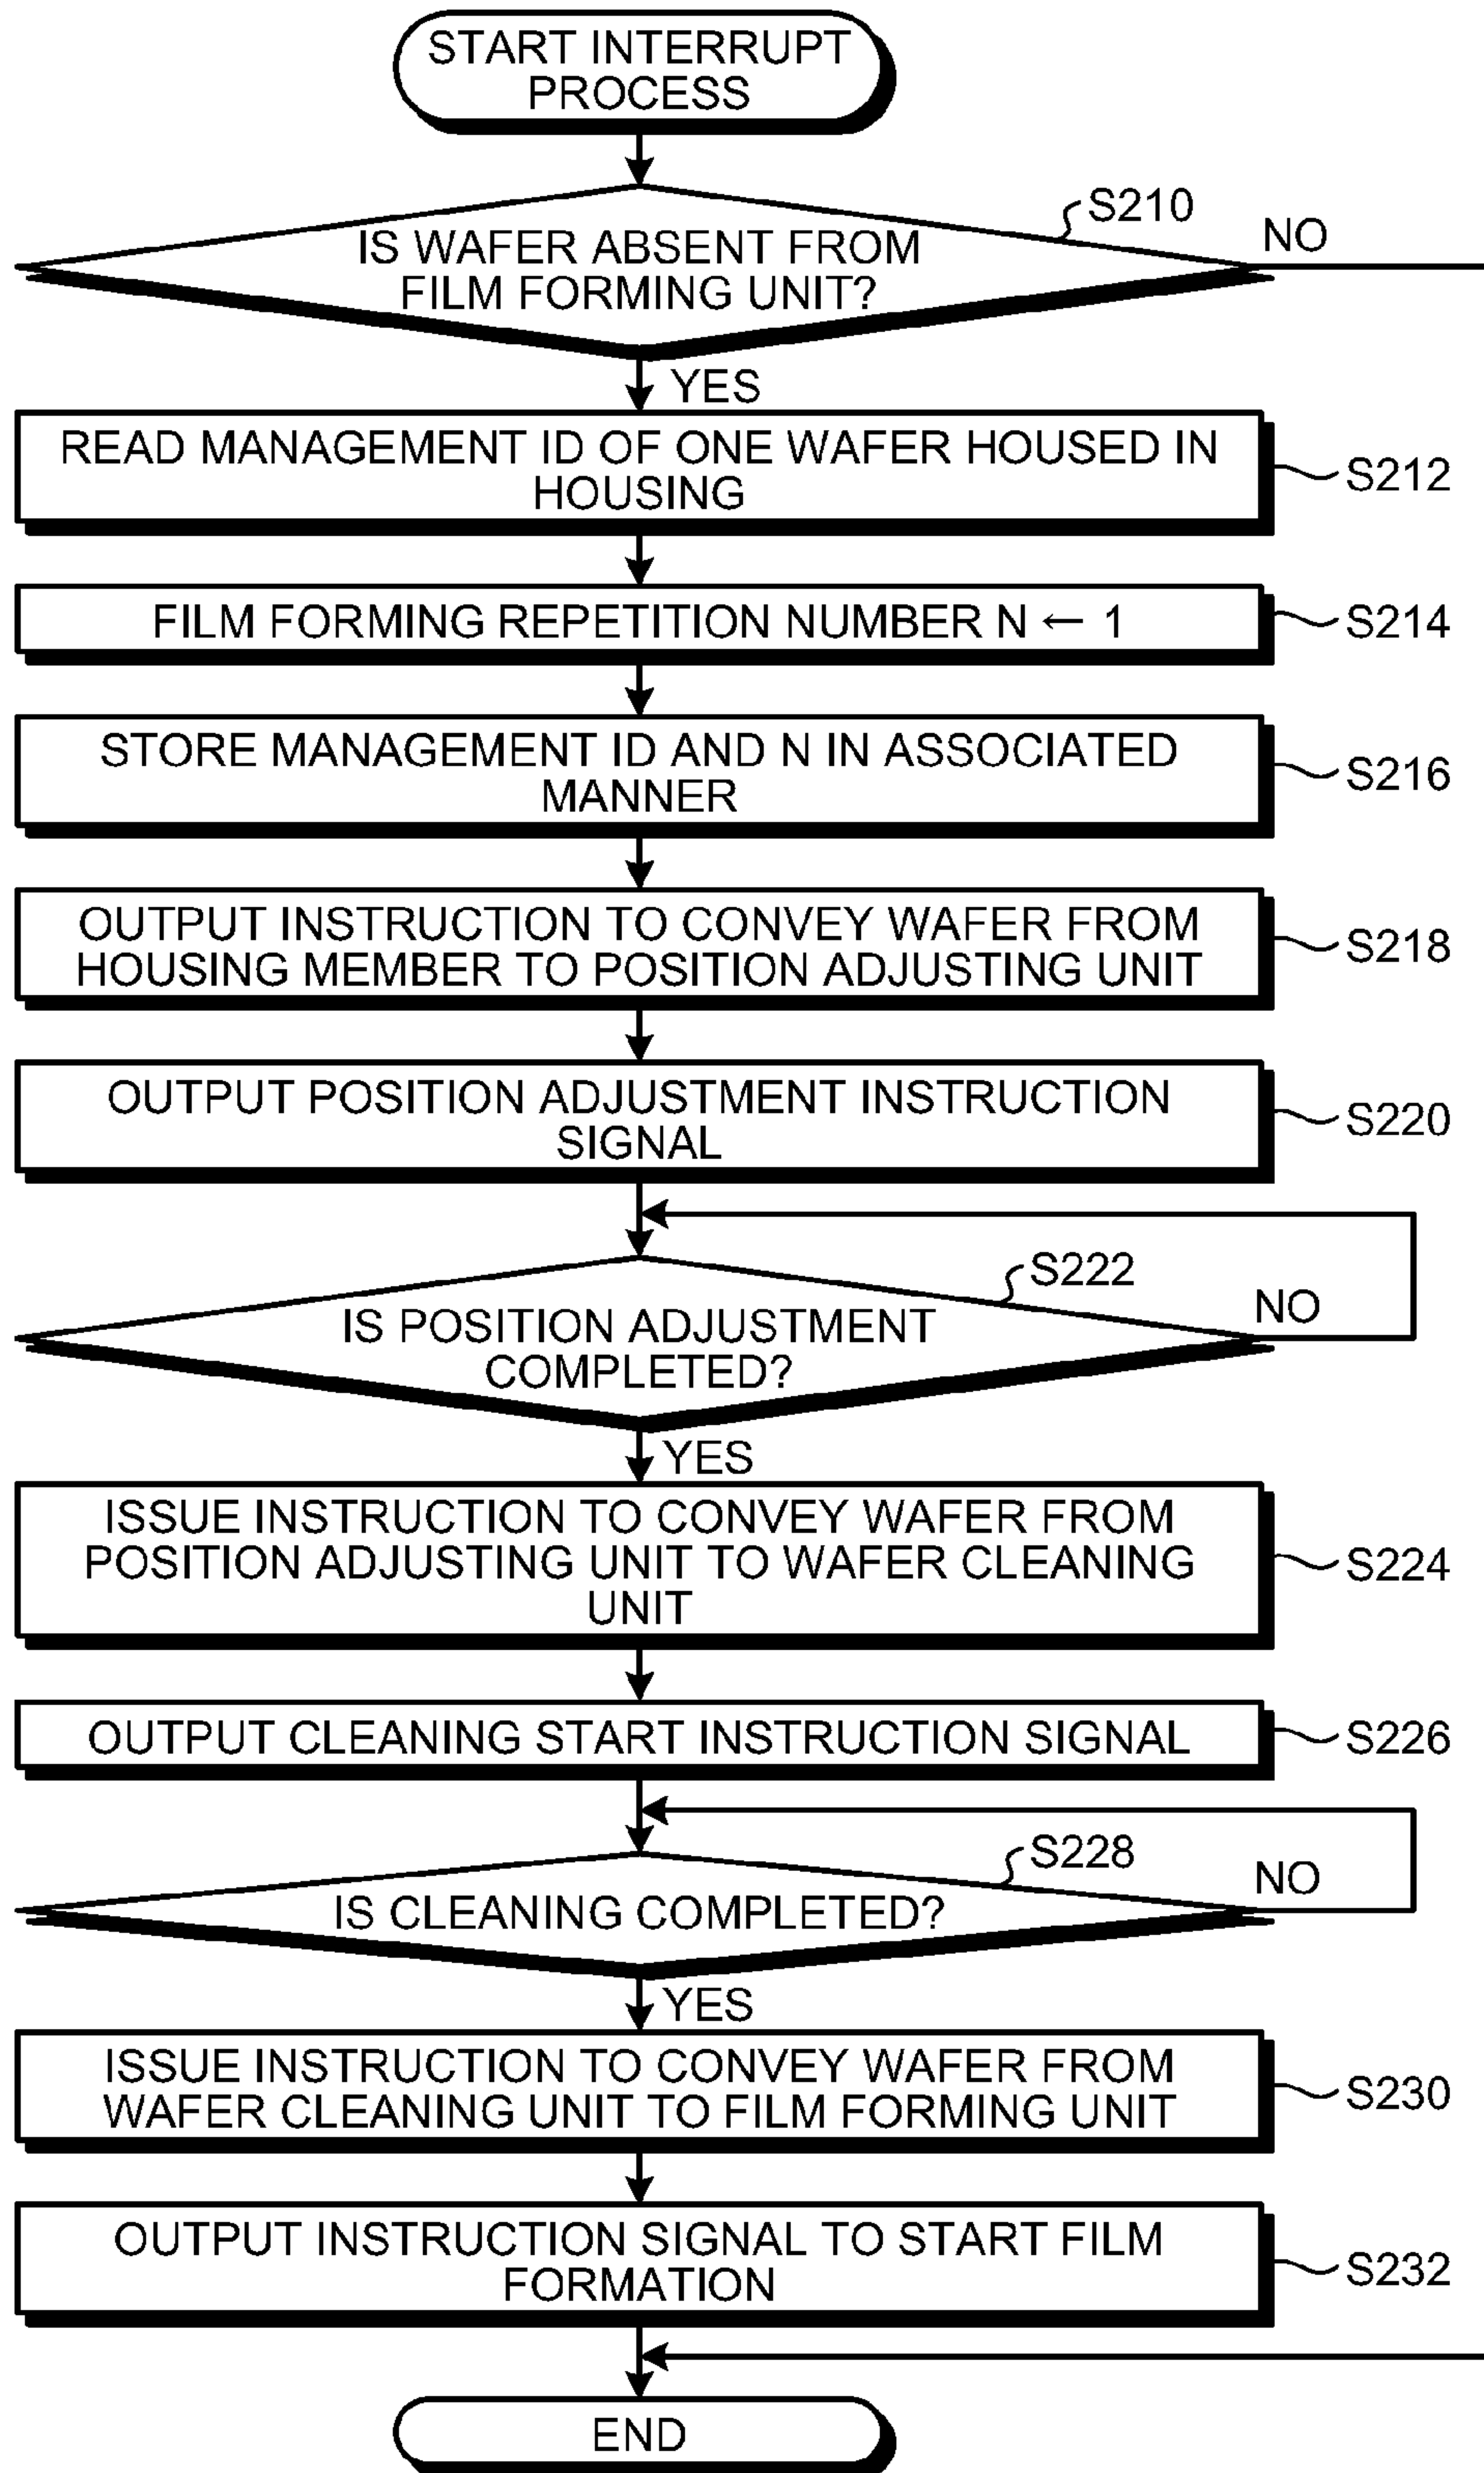 START INTERRUPT
PROCESS
S210
NO
IS WAFER ABSENT FROM
FILM FORMING UNIT?
YES
READ MANAGEMENT ID OF ONE WAFER HOUSED IN
HOUSING
S212
FILM FORMING REPETITION NUMBER N ← 1
S214
STORE MANAGEMENT ID AND N IN ASSOCIATED
MANNER
S216
OUTPUT INSTRUCTION TO CONVEY WAFER FROM
HOUSING MEMBER TO POSITION ADJUSTING UNIT
S218
OUTPUT POSITION ADJUSTMENT INSTRUCTION
SIGNAL
S220
S222
NO
IS POSITION ADJUSTMENT
COMPLETED?
YES
ISSUE INSTRUCTION TO CONVEY WAFER FROM
POSITION ADJUSTING UNIT TO WAFER CLEANING
UNIT
S224
OUTPUT CLEANING START INSTRUCTION SIGNAL
S226
S228
NO
IS CLEANING COMPLETED?
YES
ISSUE INSTRUCTION TO CONVEY WAFER FROM
WAFER CLEANING UNIT TO FILM FORMING UNIT
S230
OUTPUT INSTRUCTION SIGNAL TO START FILM
FORMATION
S232
END